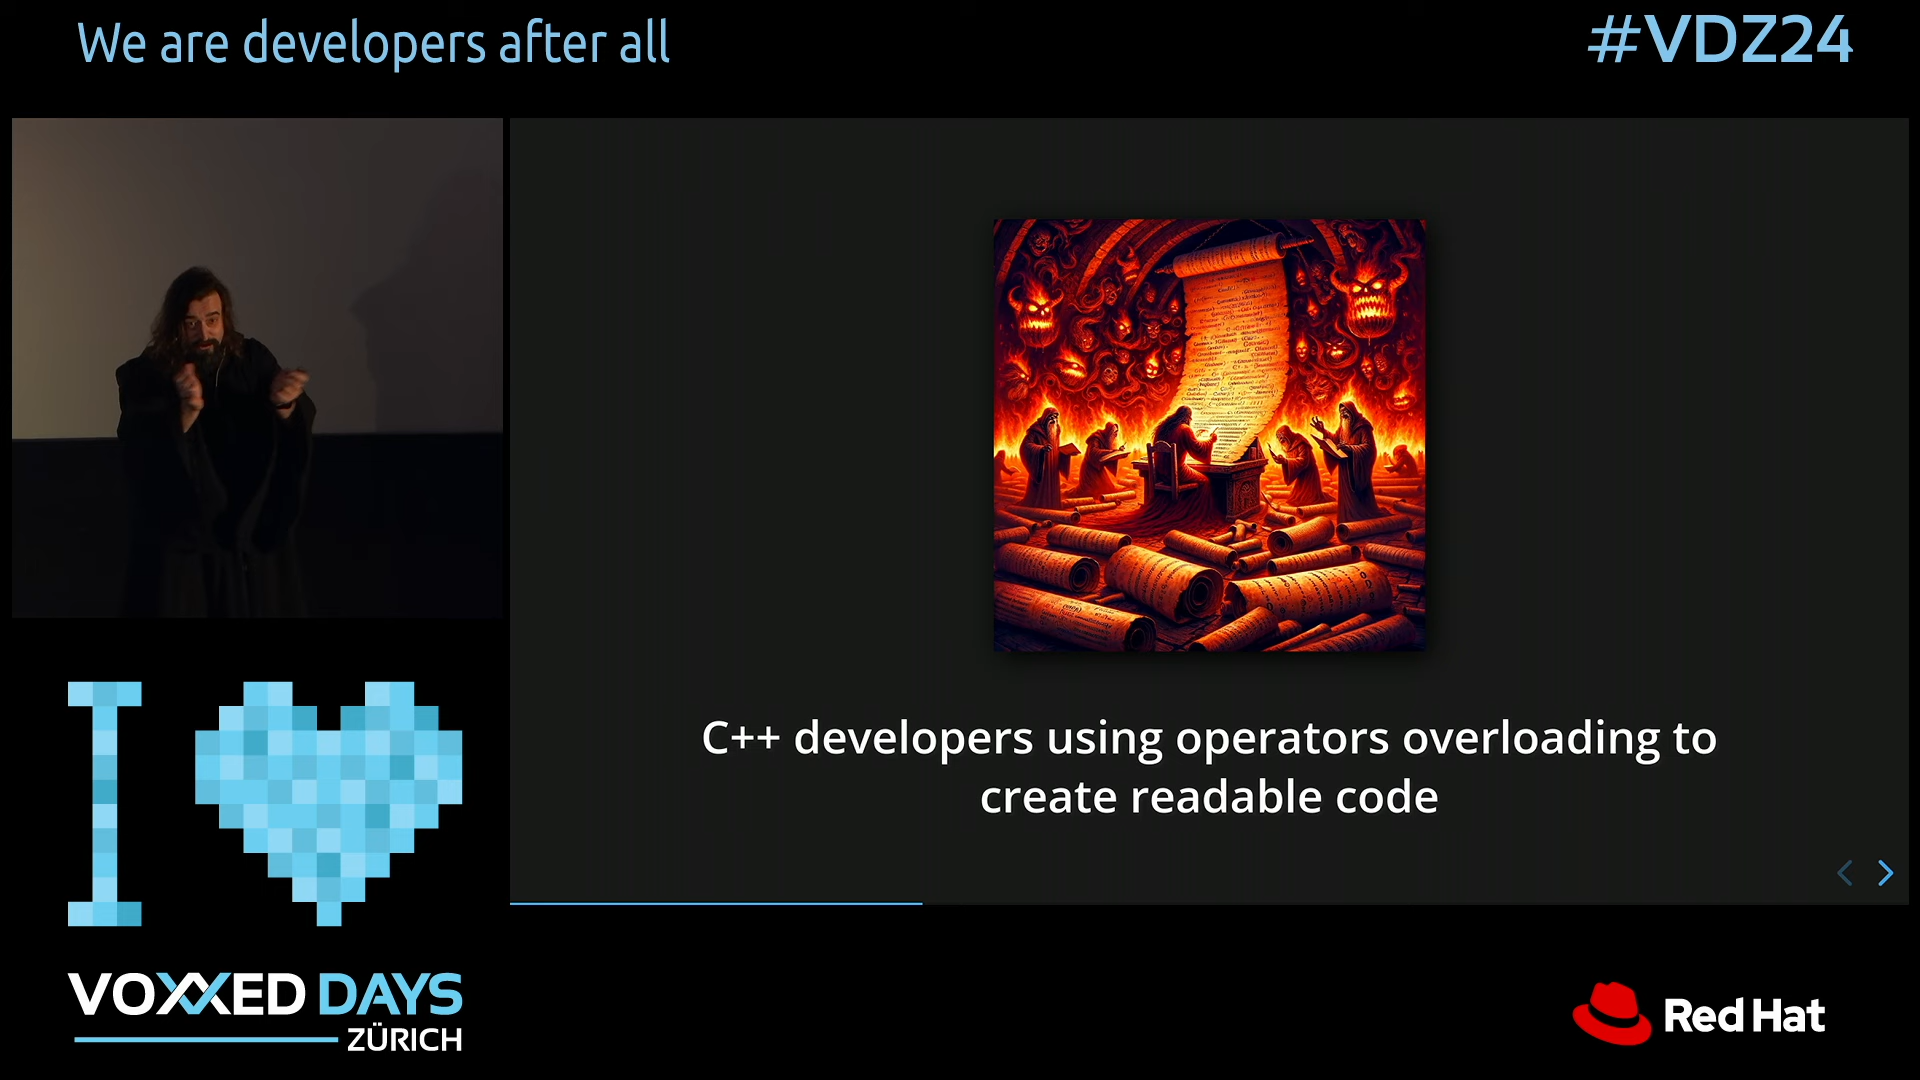 We are developers after all
#VDZ24
C++ developers using operators overloading to
create readable code
I
VOXXED DAYS
ZÜRICH
Red Hat